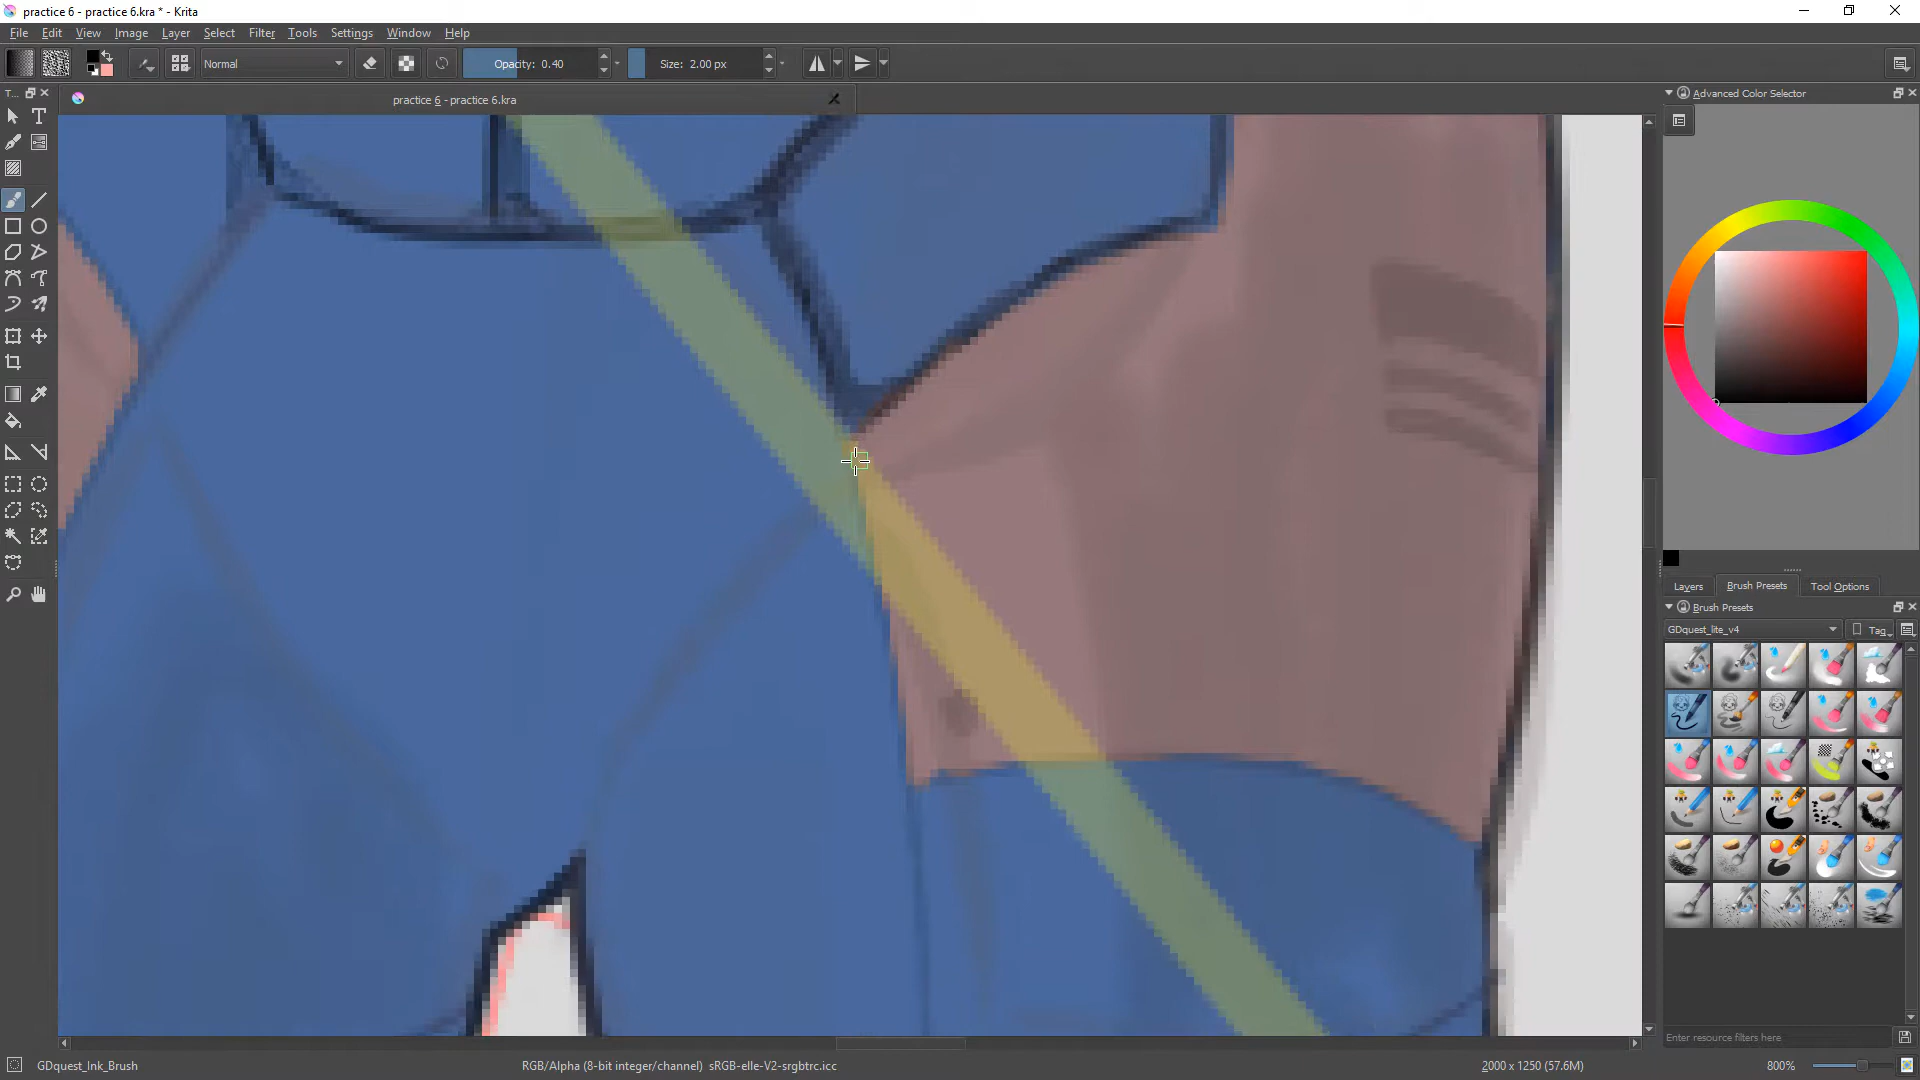 practice 6 - practice 6.kra * - Krita
File Edit View Image Layer Select Filter Tools Settings Window Help
Normal Opacity: 0.40 Size: 2.00 px
T... practice 6 - practice 6.kra Advanced Color Selector
Layers Brush Presets Tool Options
Brush Presets
GDquest_lite_v4 Tag
Enter resource filters here
GDquest_Ink_Brush RGB/Alpha (8-bit integer/channel) sRGB-elle-V2-srgbtrc.icc 2000 x 1250 (57.6M) 800%